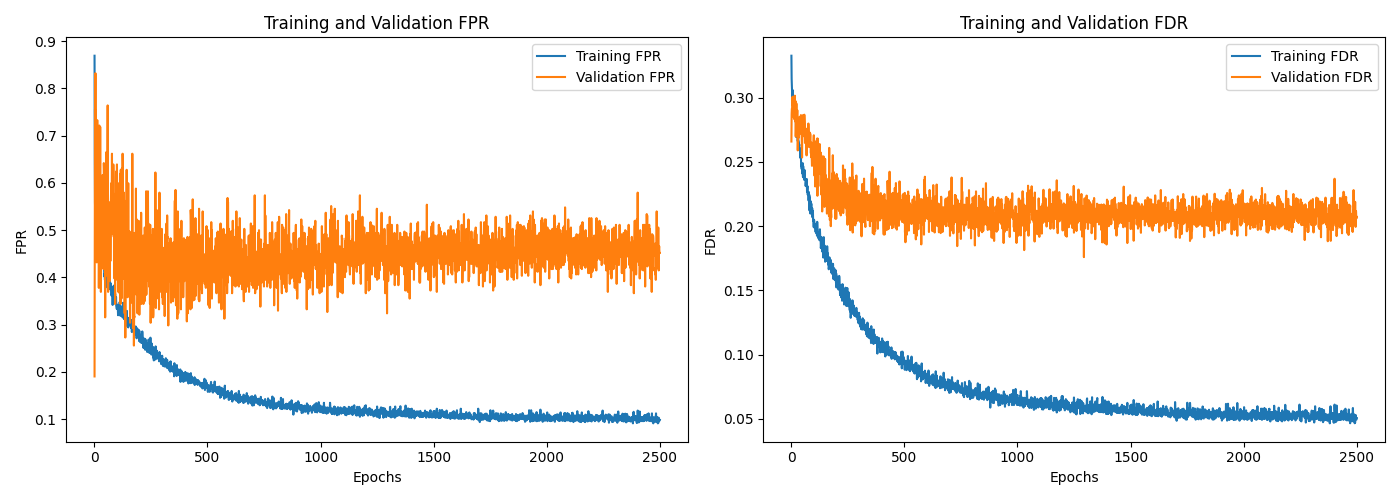 Training and Validation FPR
Training FPR
Validation FPR
0.9
0.8
0.7
0.6
0.5
0.4
0.3
0.2
0.1
FPR
0
500
1000
1500
2000
2500
Epochs
Training and Validation FDR
Training FDR
Validation FDR
0.30
0.25
0.20
0.15
0.10
0.05
FDR
0
500
1000
1500
2000
2500
Epochs